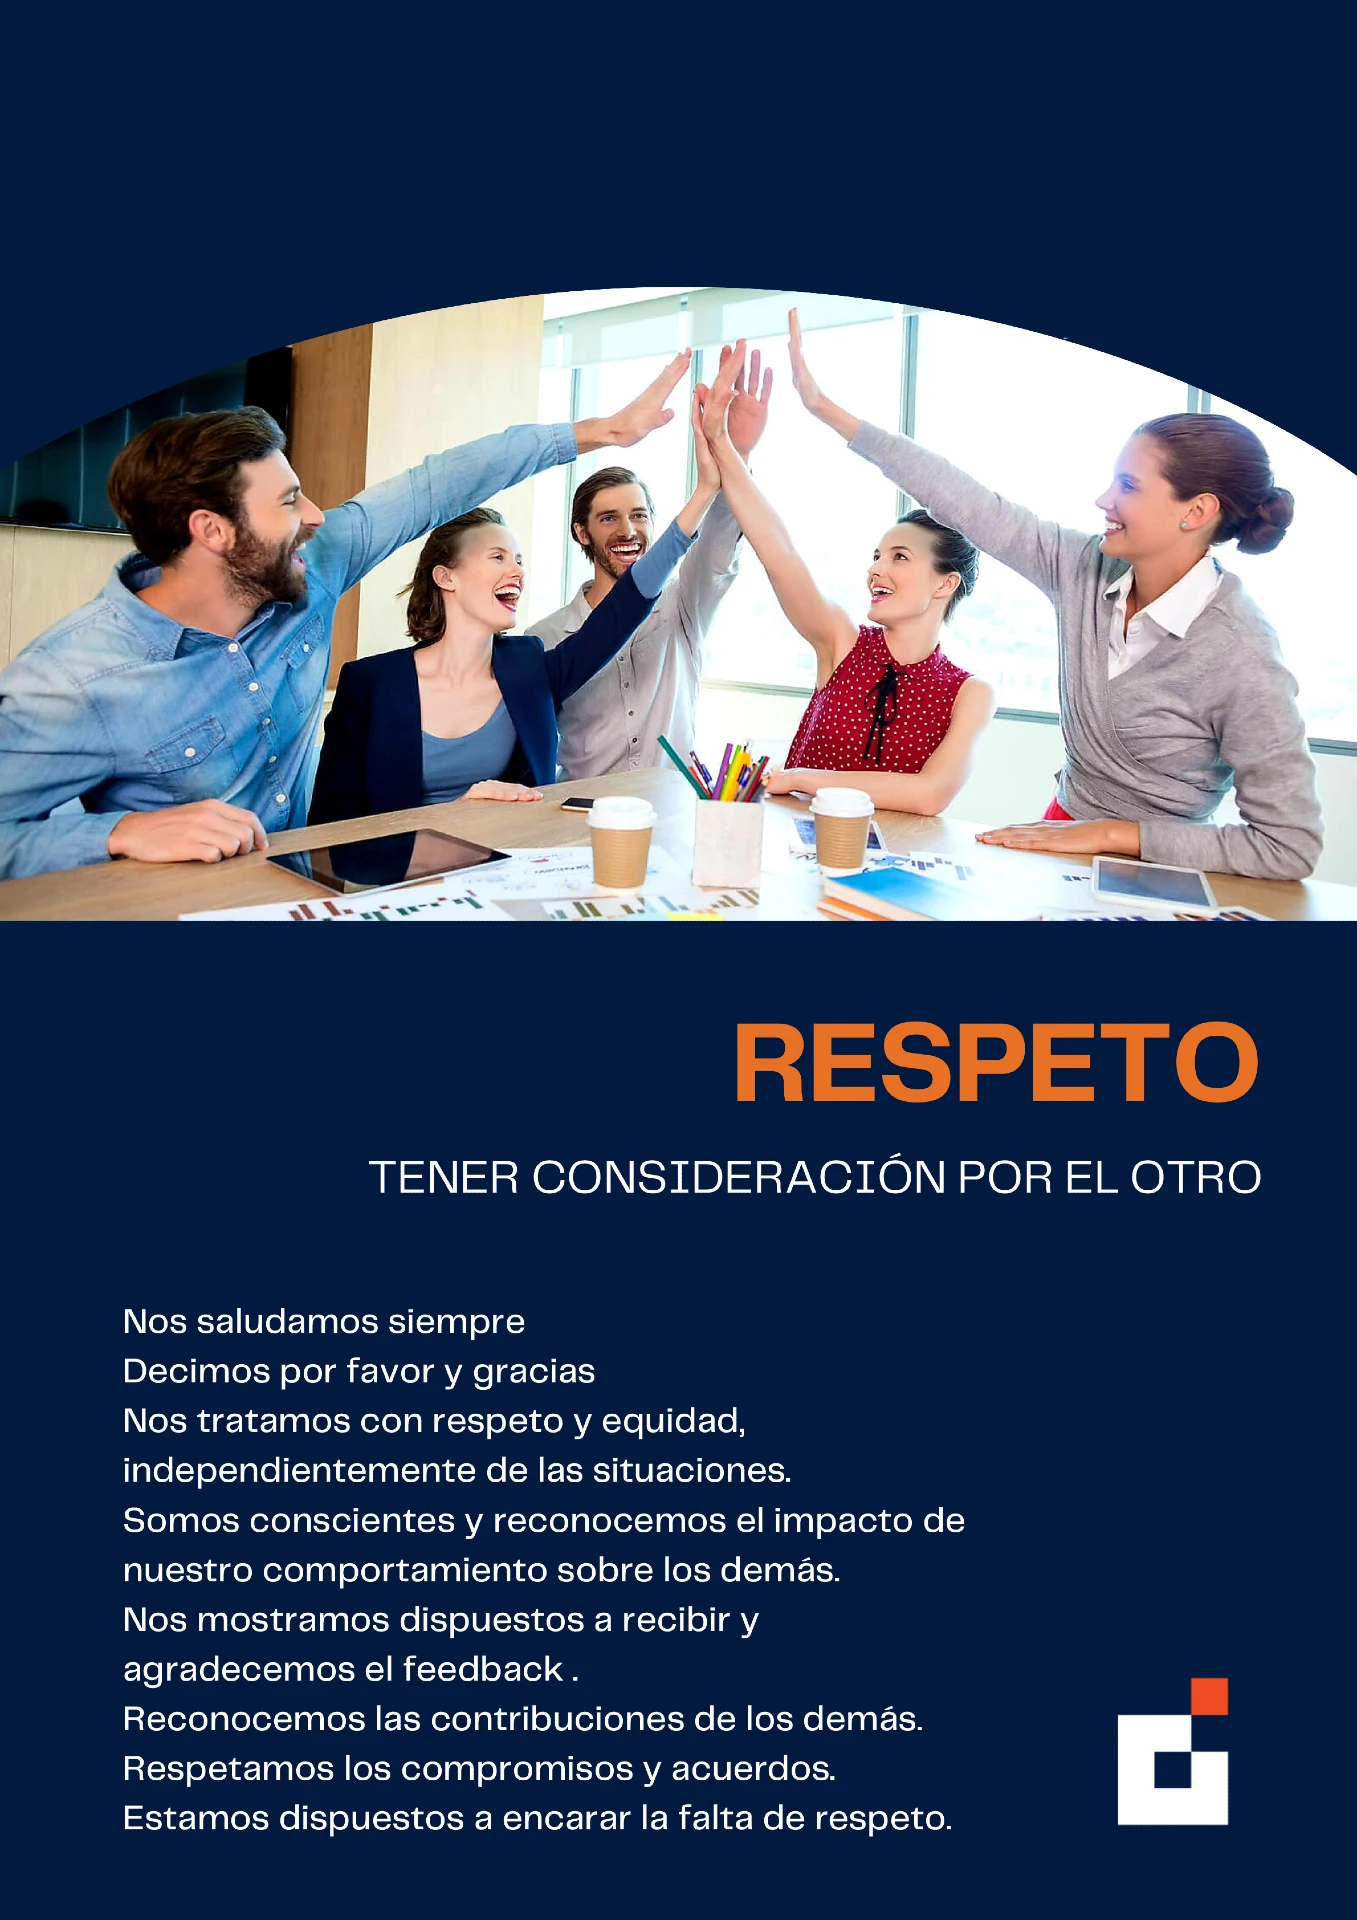 RESPETO
TENER CONSIDERACIÓN POR EL OTRO
Nos saludamos siempre
Decimos por favor y gracias
Nos tratamos con respeto y equidad,
independientemente de las situaciones.
Somos conscientes y reconocemos el impacto de
nuestro comportamiento sobre los demás.
Nos mostramos dispuestos a recibir y
agradecemos el feedback .
Reconocemos las contribuciones de los demás.
Respetamos los compromisos y acuerdos.
Estamos dispuestos a encarar la falta de respeto.